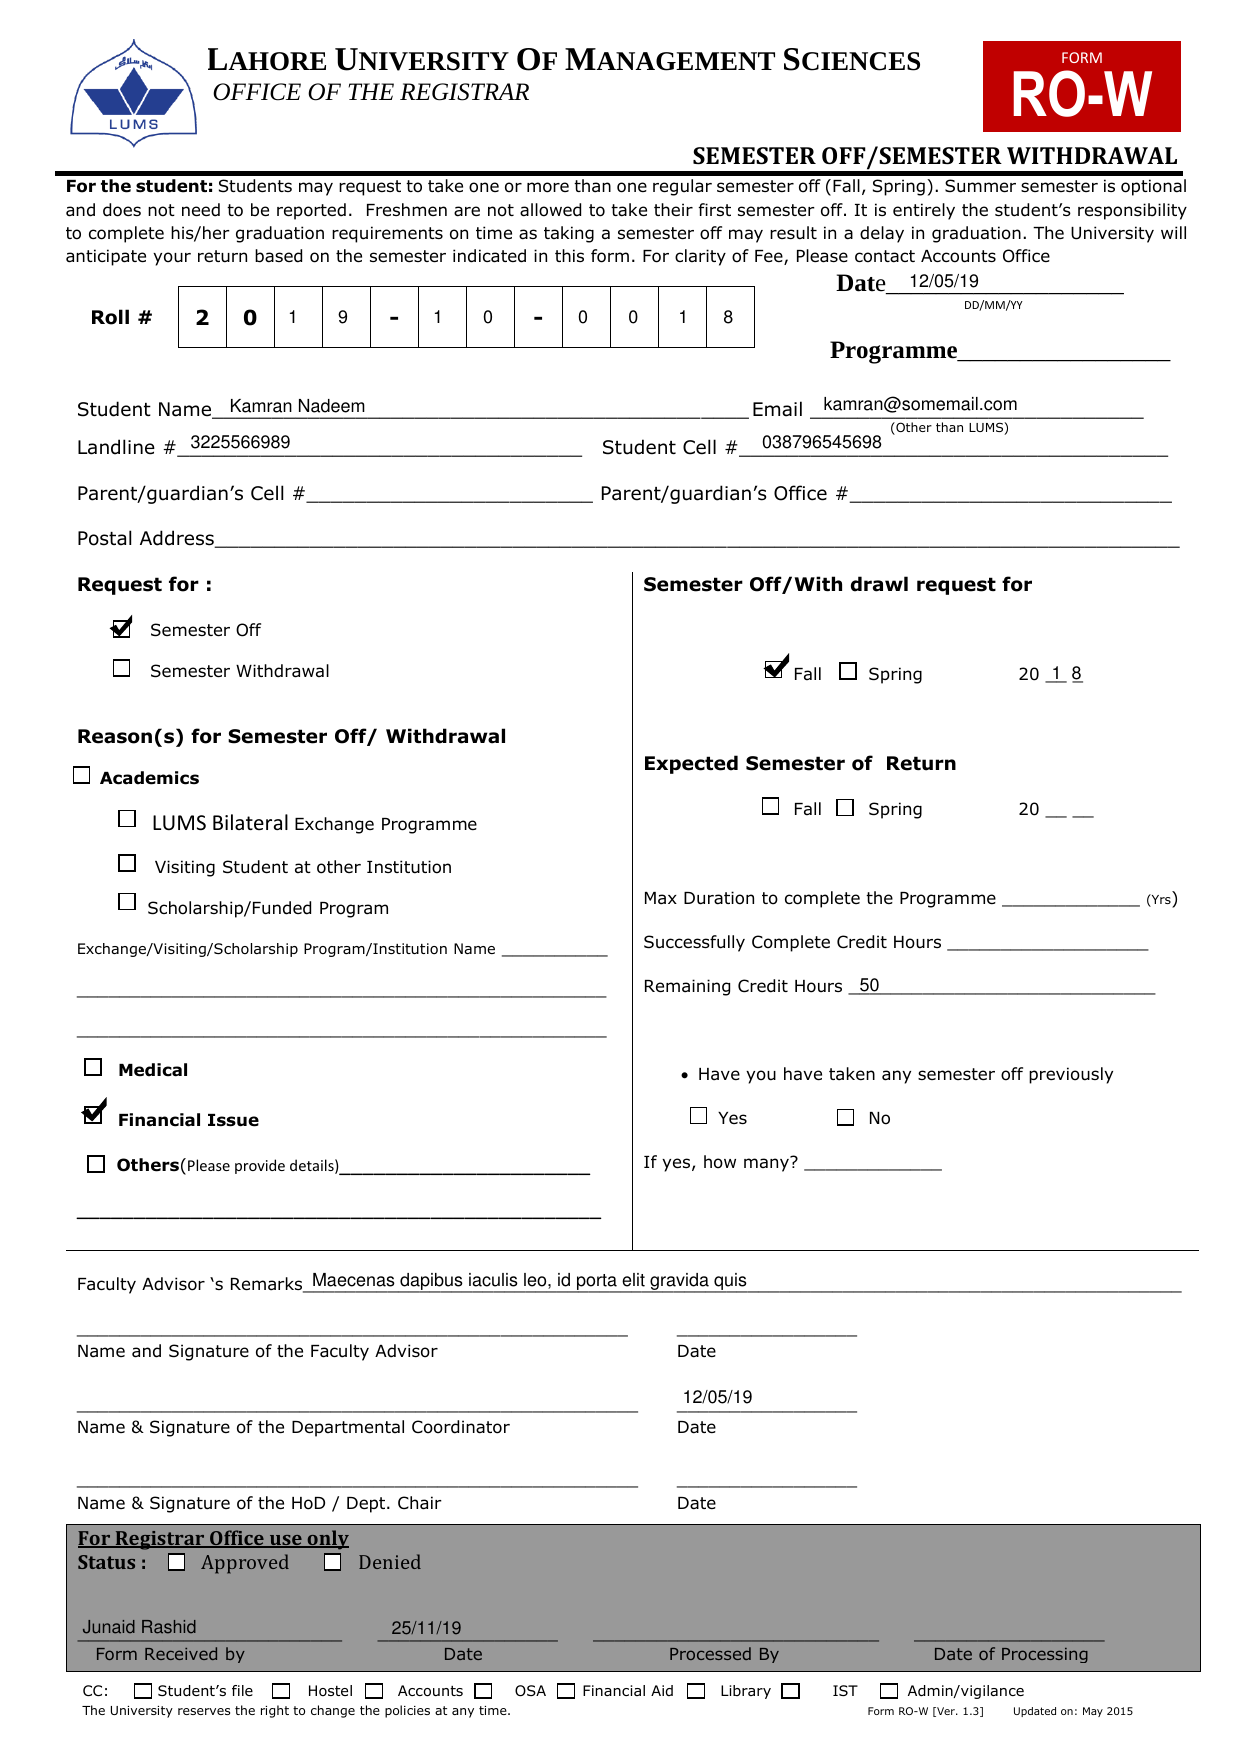 LUMS
LAHORE UNIVERSITY OF MANAGEMENT SCIENCES
OFFICE OF THE REGISTRAR
FORM
RO-W
SEMESTER OFF/SEMESTER WITHDRAWAL
For the student: Students may request to take one or more than one regular semester off (Fall, Spring). Summer semester is optional
and does not need to be reported. Freshmen are not allowed to take their first semester off. It is entirely the student’s responsibility
to complete his/her graduation requirements on time as taking a semester off may result in a delay in graduation. The University will
anticipate your return based on the semester indicated in this form. For clarity of Fee, Please contact Accounts Office
Date 12/05/19
DD/MM/YY
Roll # 2 0 1 9 - 1 0 - 0 0 1 8
Programme
Student Name Kamran Nadeem Email kamran@somemail.com
(Other than LUMS)
Landline # 3225566989 Student Cell # 038796545698
Parent/guardian’s Cell # Parent/guardian’s Office #
Postal Address
Request for :
Semester Off
Semester Withdrawal
Reason(s) for Semester Off/ Withdrawal
Academics
LUMS Bilateral Exchange Programme
Visiting Student at other Institution
Scholarship/Funded Program
Exchange/Visiting/Scholarship Program/Institution Name
Medical
Financial Issue
Others(Please provide details)
Semester Off/With drawl request for
Fall Spring 20 1 8
Expected Semester of Return
Fall Spring 20
Max Duration to complete the Programme (Yrs)
Successfully Complete Credit Hours
Remaining Credit Hours 50
• Have you have taken any semester off previously
Yes No
If yes, how many?
Faculty Advisor ‘s Remarks Maecenas dapibus iaculis leo, id porta elit gravida quis
Name and Signature of the Faculty Advisor Date
12/05/19
Name & Signature of the Departmental Coordinator Date
Name & Signature of the HoD / Dept. Chair Date
For Registrar Office use only
Status : Approved Denied
Junaid Rashid 25/11/19
Form Received by Date Processed By Date of Processing
CC: Student’s file Hostel Accounts OSA Financial Aid Library IST Admin/vigilance
The University reserves the right to change the policies at any time. Form RO-W [Ver. 1.3] Updated on: May 2015